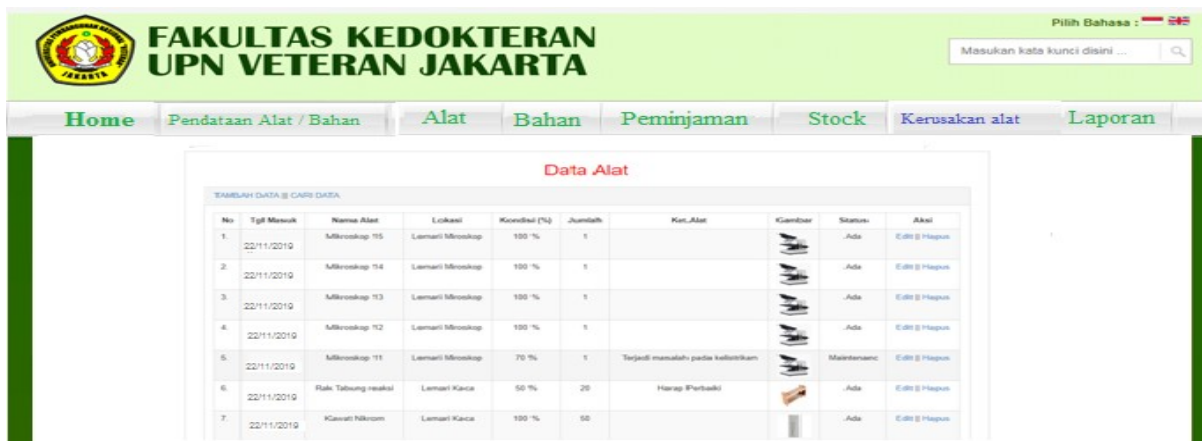 Pilih Bahasa :
FAKULTAS KEDOKTERAN
UPN VETERAN JAKARTA
Masukan kata kunci disini ...
JAKARTA
Home Pendataan Alat / Bahan Alat Bahan Peminjaman Stock Kerusakan alat Laporan
Data Alat
TAMBAH DATA || CARI DATA
No Tgll Masuk Nama Alat Lokasi Kondisi (%) Jumlah Ket.Alat Gambar Status Aksi
1. 22/11/2019 Mikroskop 15 Lemari Miroskop 100 % 1 Ada Edit || Hapus
2. 22/11/2019 Mikroskop 14 Lemari Miroskop 100 % 1 Ada Edit || Hapus
3. 22/11/2019 Mikroskop 13 Lemari Miroskop 100 % 1 Ada Edit || Hapus
4. 22/11/2019 Mikroskop 12 Lemari Miroskop 100 % 1 Ada Edit || Hapus
5. 22/11/2019 Mikroskop 11 Lemari Miroskop 70 % 1 Terjadi masalah pada kelistrikan Maintenanc Edit || Hapus
6. 22/11/2019 Rak Tabung reaksi Lemari Kaca 50 % 20 Harap Perbaiki Ada Edit || Hapus
7. 22/11/2019 Kawat Nikrom Lemari Kaca 100 % 50 Ada Edit || Hapus